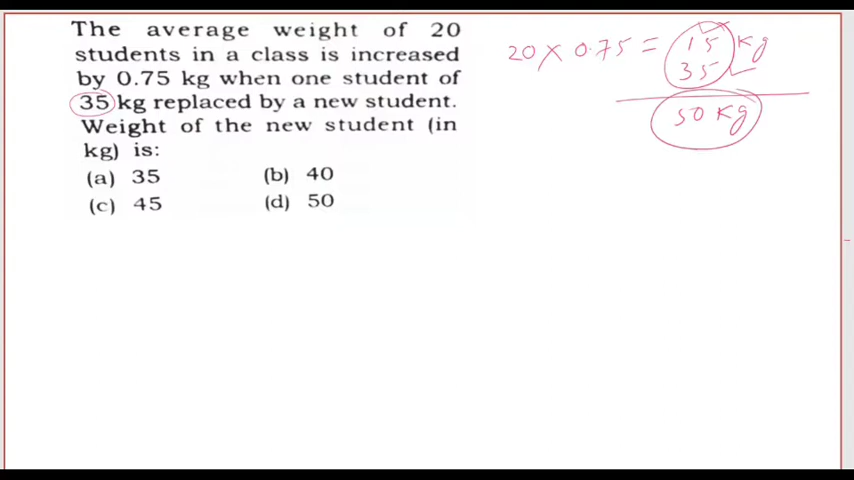 The average weight of 20
students in a class is increased
by 0.75 kg when one student of
35 kg replaced by a new student.
Weight of the new student (in
kg) is:
(a) 35 (b) 40
(c) 45 (d) 50
20 × 0.75 = 15 kg
35
50 kg